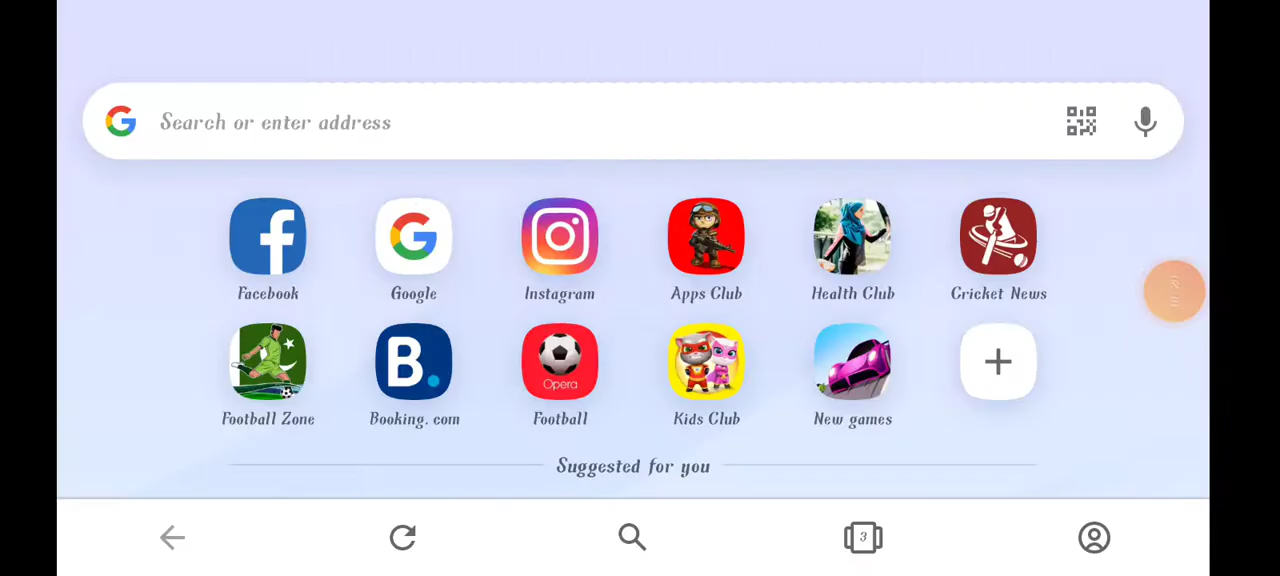 Search or enter address
Facebook
Google
Instagram
Apps Club
Health Club
Cricket News
B.
Opera
Football Zone
Booking.com
Football
Kids Club
New games
Suggested for you
3